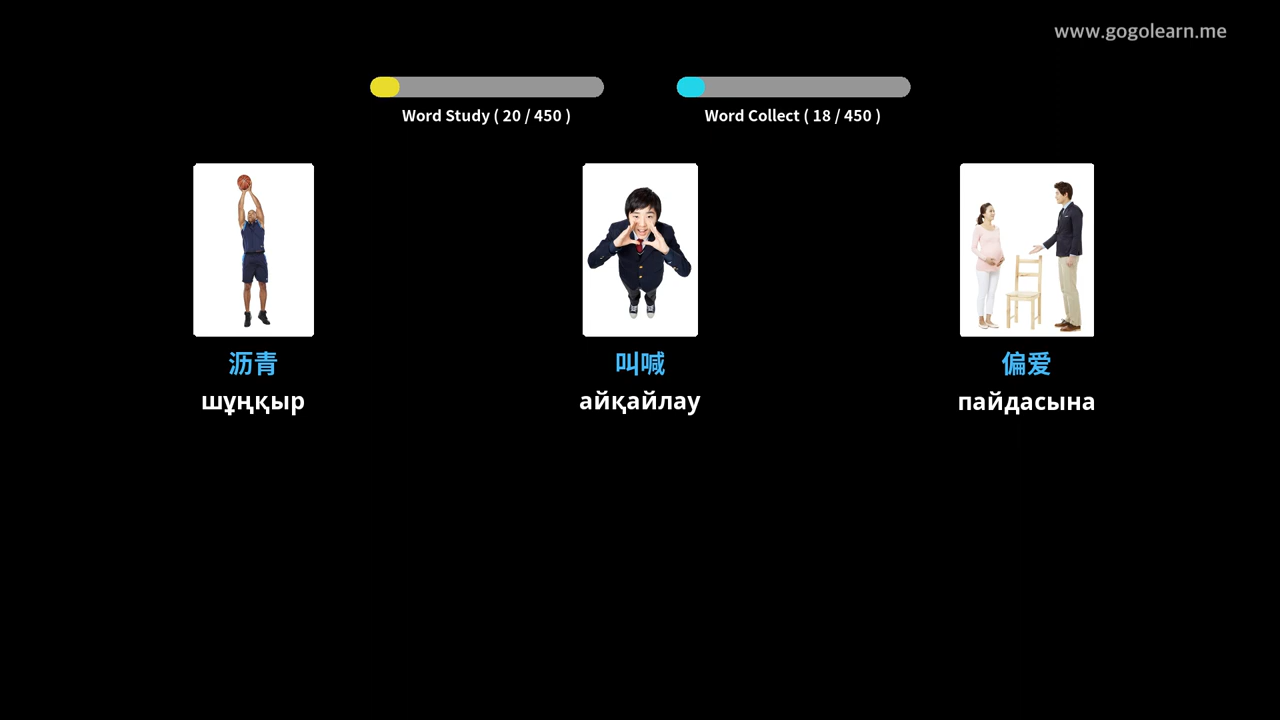 www.gogolearn.me
Word Study ( 20 / 450 )
Word Collect ( 18 / 450 )
沥青
叫喊
偏爱
шұңқыр
айқайлау
пайдасына